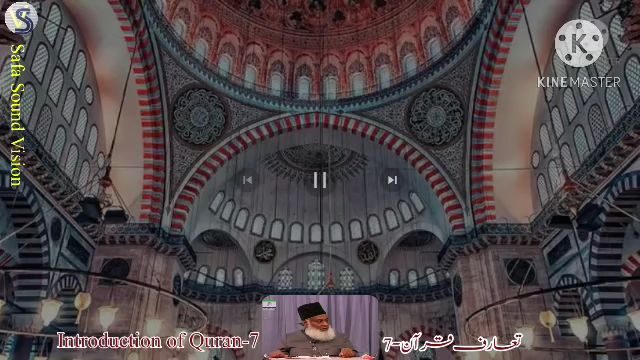 S
Safa Sound Vision
K
KINEMASTER
Introduction of Quran-7
تعارف قرآن-7